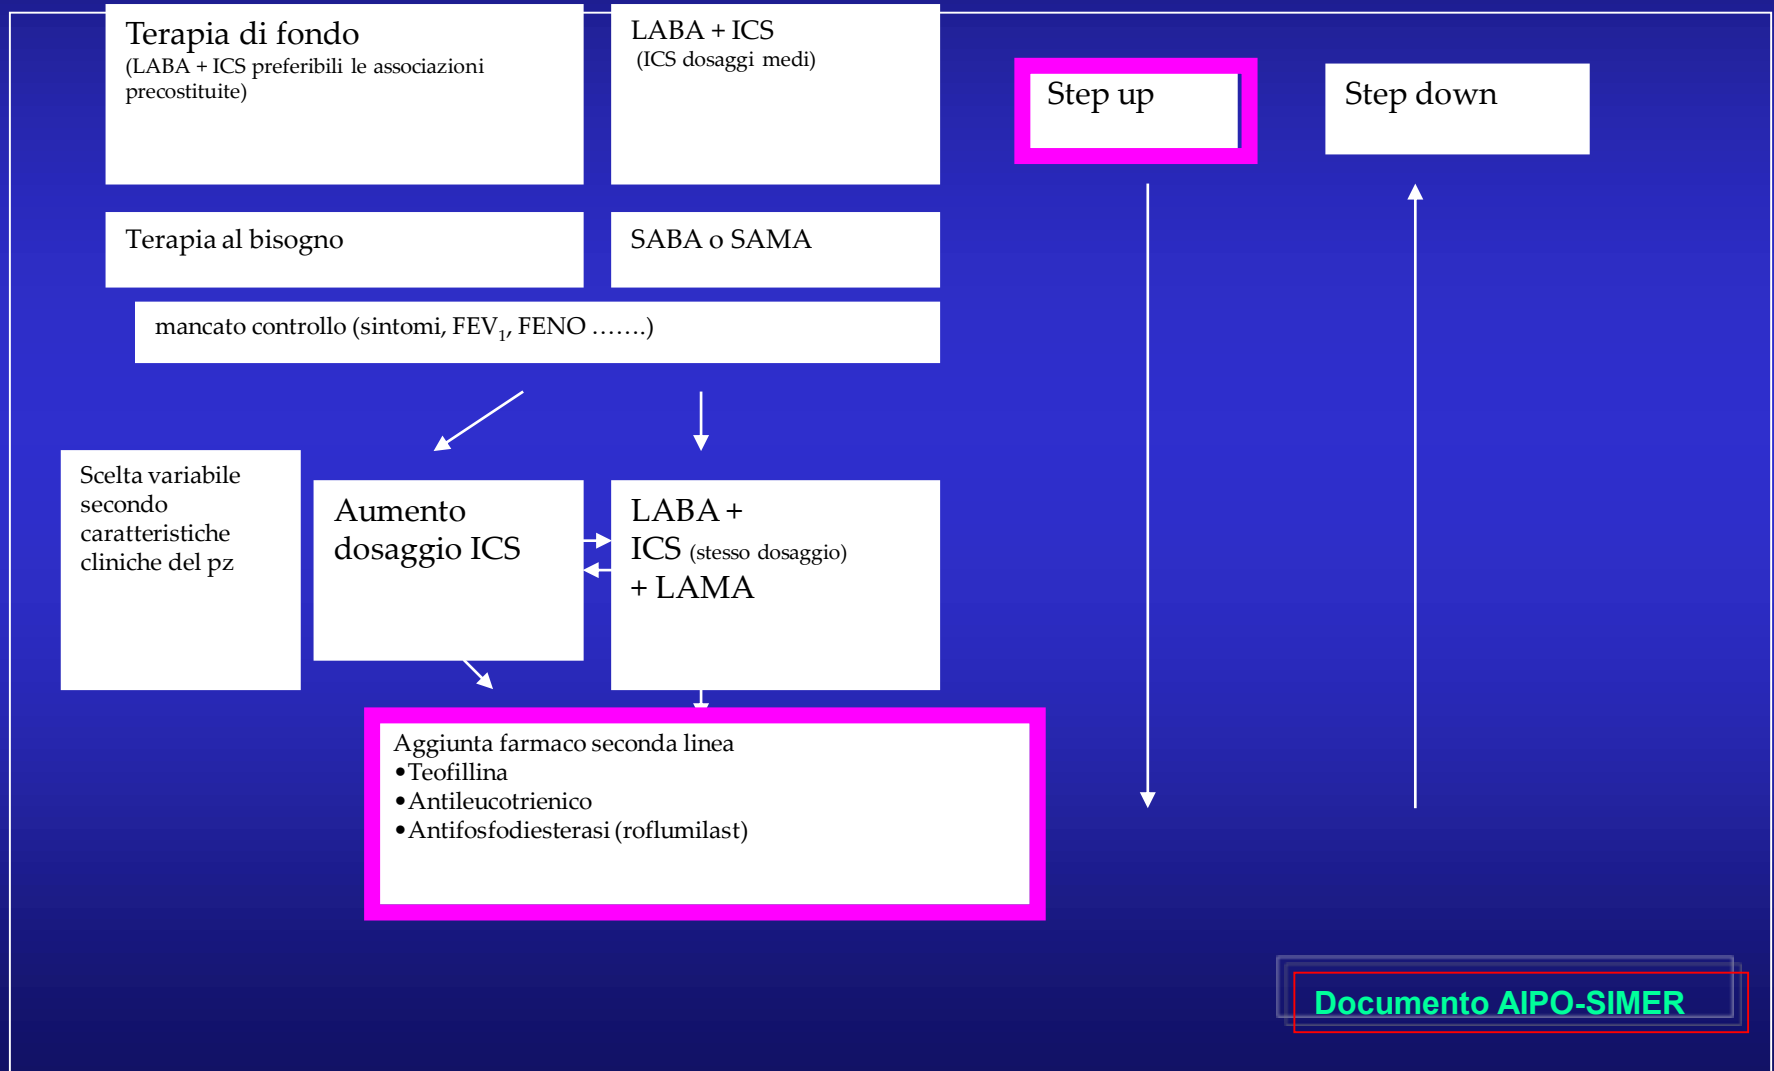 Terapia di fondo
(LABA + ICS preferibili le associazioni
precostituite)
LABA + ICS
(ICS dosaggi medi)
Step up
Step down
Terapia al bisogno
SABA o SAMA
mancato controllo (sintomi, FEV₁, FENO …….)
Scelta variabile
secondo
caratteristiche
cliniche del pz
Aumento
dosaggio ICS
LABA +
ICS (stesso dosaggio)
+ LAMA
Aggiunta farmaco seconda linea
•Teofillina
•Antileucotrienico
•Antifosfodiesterasi (roflumilast)
Documento AIPO-SIMER